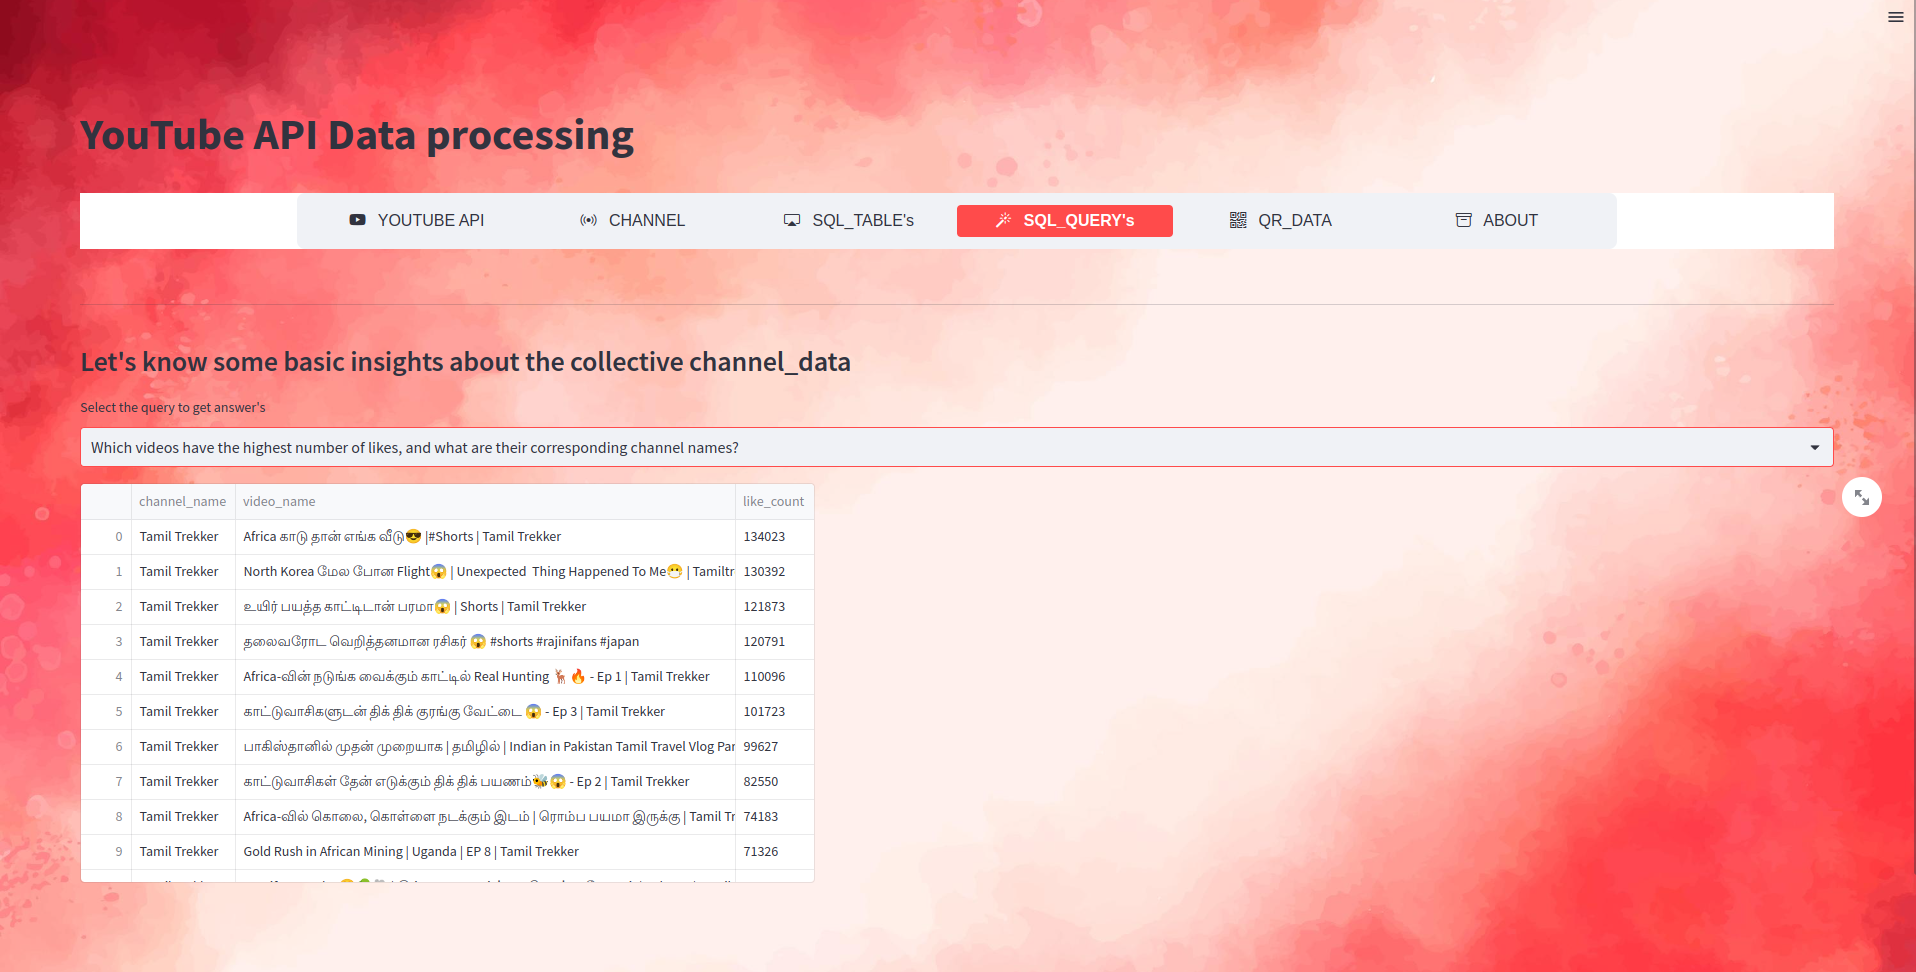 YouTube API Data processing
YOUTUBE API CHANNEL SQL_TABLE's SQL_QUERY's QR_DATA ABOUT
Let's know some basic insights about the collective channel_data
Select the query to get answer's
Which videos have the highest number of likes, and what are their corresponding channel names?
channel_name video_name like_count
0 Tamil Trekker Africa காடு தான் எங்க வீடு😎 |#Shorts | Tamil Trekker 134023
1 Tamil Trekker North Korea மேல போன Flight😱 | Unexpected Thing Happened To Me😷 | Tamiltr 130392
2 Tamil Trekker உயிர் பயத்த காட்டிடான் பரமா😱 | Shorts | Tamil Trekker 121873
3 Tamil Trekker தலைவரோட வெறித்தனமான ரசிகர் 😱 #shorts #rajinifans #japan 120791
4 Tamil Trekker Africa-வின் நடுங்க வைக்கும் காட்டில் Real Hunting 🦌🔥 - Ep 1 | Tamil Trekker 110096
5 Tamil Trekker காட்டுவாசிகளுடன் திக் திக் குரங்கு வேட்டை 😱 - Ep 3 | Tamil Trekker 101723
6 Tamil Trekker பாகிஸ்தானில் முதன் முறையாக | தமிழில் | Indian in Pakistan Tamil Travel Vlog Par 99627
7 Tamil Trekker காட்டுவாசிகள் தேன் எடுக்கும் திக் திக் பயணம்🐝😱 - Ep 2 | Tamil Trekker 82550
8 Tamil Trekker Africa-வில் கொலை, கொள்ளை நடக்கும் இடம் | ரொம்ப பயமா இருக்கு | Tamil Tr 74183
9 Tamil Trekker Gold Rush in African Mining | Uganda | EP 8 | Tamil Trekker 71326